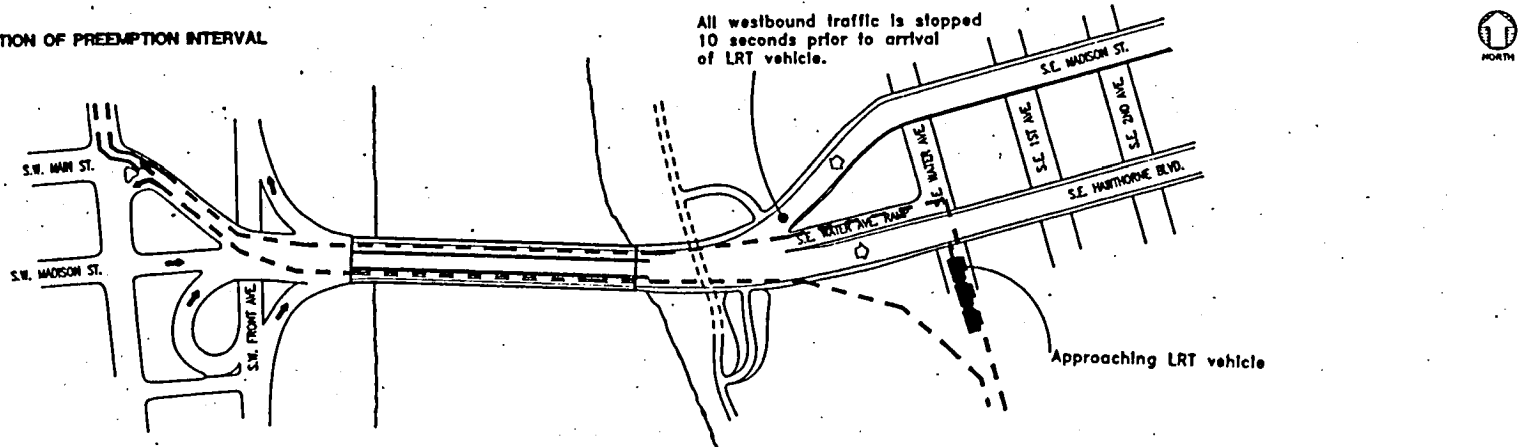 TION OF PREEMPTION INTERVAL
All westbound traffic is stopped
10 seconds prior to arrival
of LRT vehicle.
NORTH
S.E. MADISON ST.
S.W. MAIN ST.
S.E. WATER AVE.
S.E. 1ST AVE.
S.E. 2ND AVE.
S.E. HAWTHORNE BLVD.
S.E. WATER AVE. RAMP
S.W. MADISON ST.
S.W. FRONT AVE.
Approaching LRT vehicle